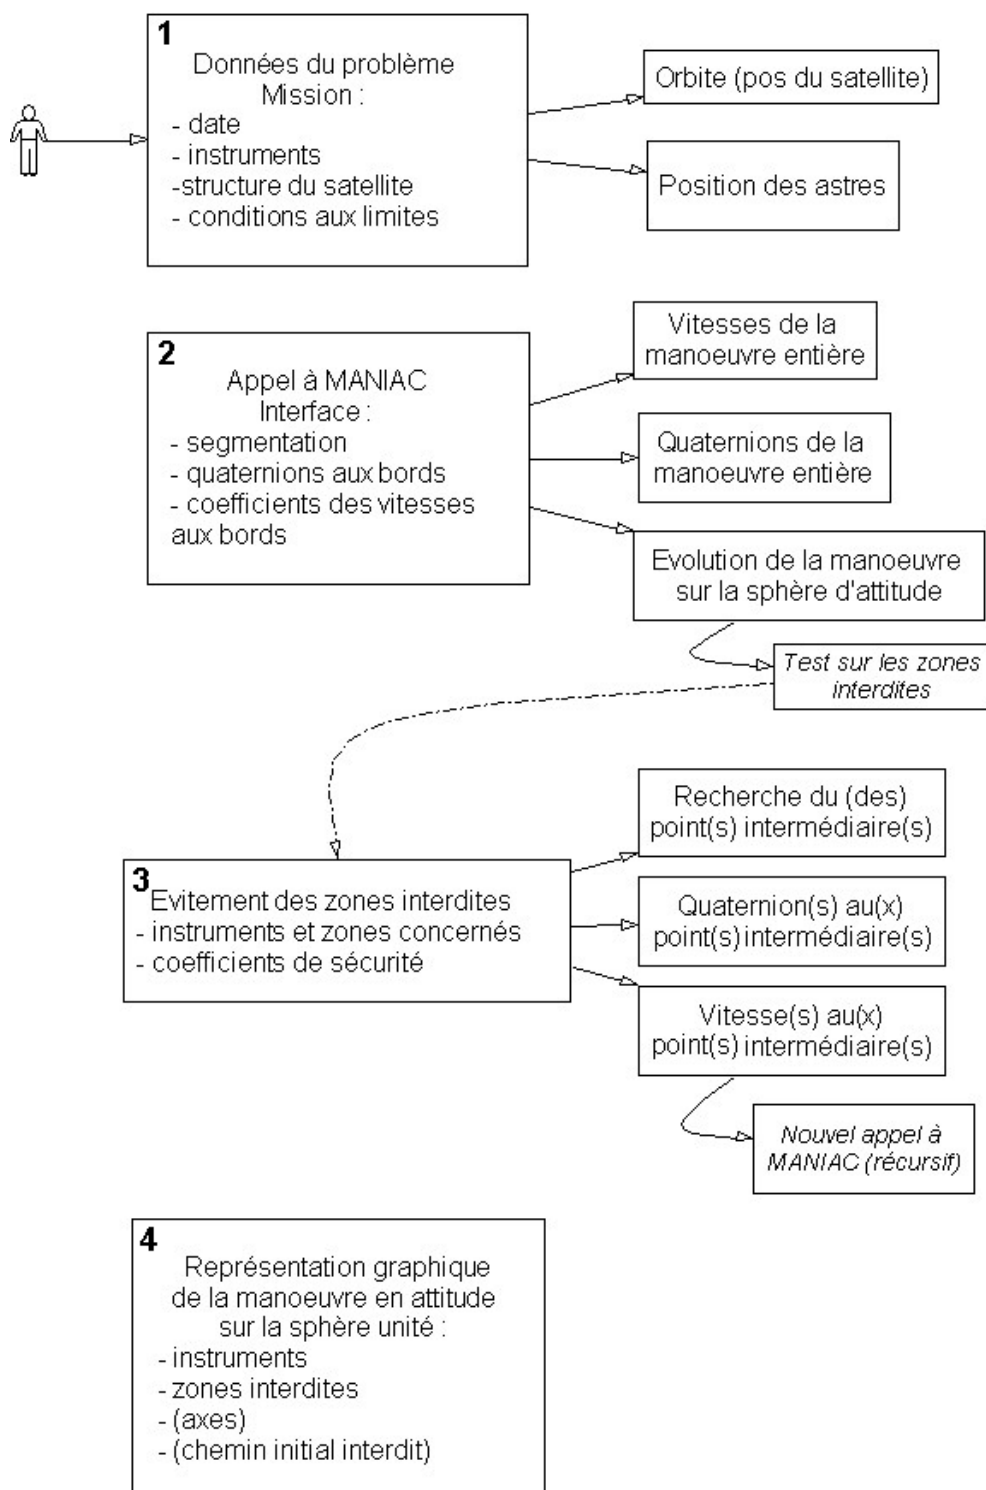 1
Données du problème
Mission :
- date
- instruments
-structure du satellite
- conditions aux limites
Orbite (pos du satellite)
Position des astres
2
Appel à MANIAC
Interface :
- segmentation
- quaternions aux bords
- coefficients des vitesses
aux bords
Vitesses de la
manoeuvre entière
Quaternions de la
manoeuvre entière
Evolution de la manoeuvre
sur la sphère d'attitude
Test sur les zones
interdites
3
Evitement des zones interdites
- instruments et zones concernés
- coefficients de sécurité
Recherche du (des)
point(s) intermédiaire(s)
Quaternion(s) au(x)
point(s) intermédiaire(s)
Vitesse(s) au(x)
point(s) intermédiaire(s)
Nouvel appel à
MANIAC (récursif)
4
Représentation graphique
de la manoeuvre en attitude
sur la sphère unité :
- instruments
- zones interdites
- (axes)
- (chemin initial interdit)